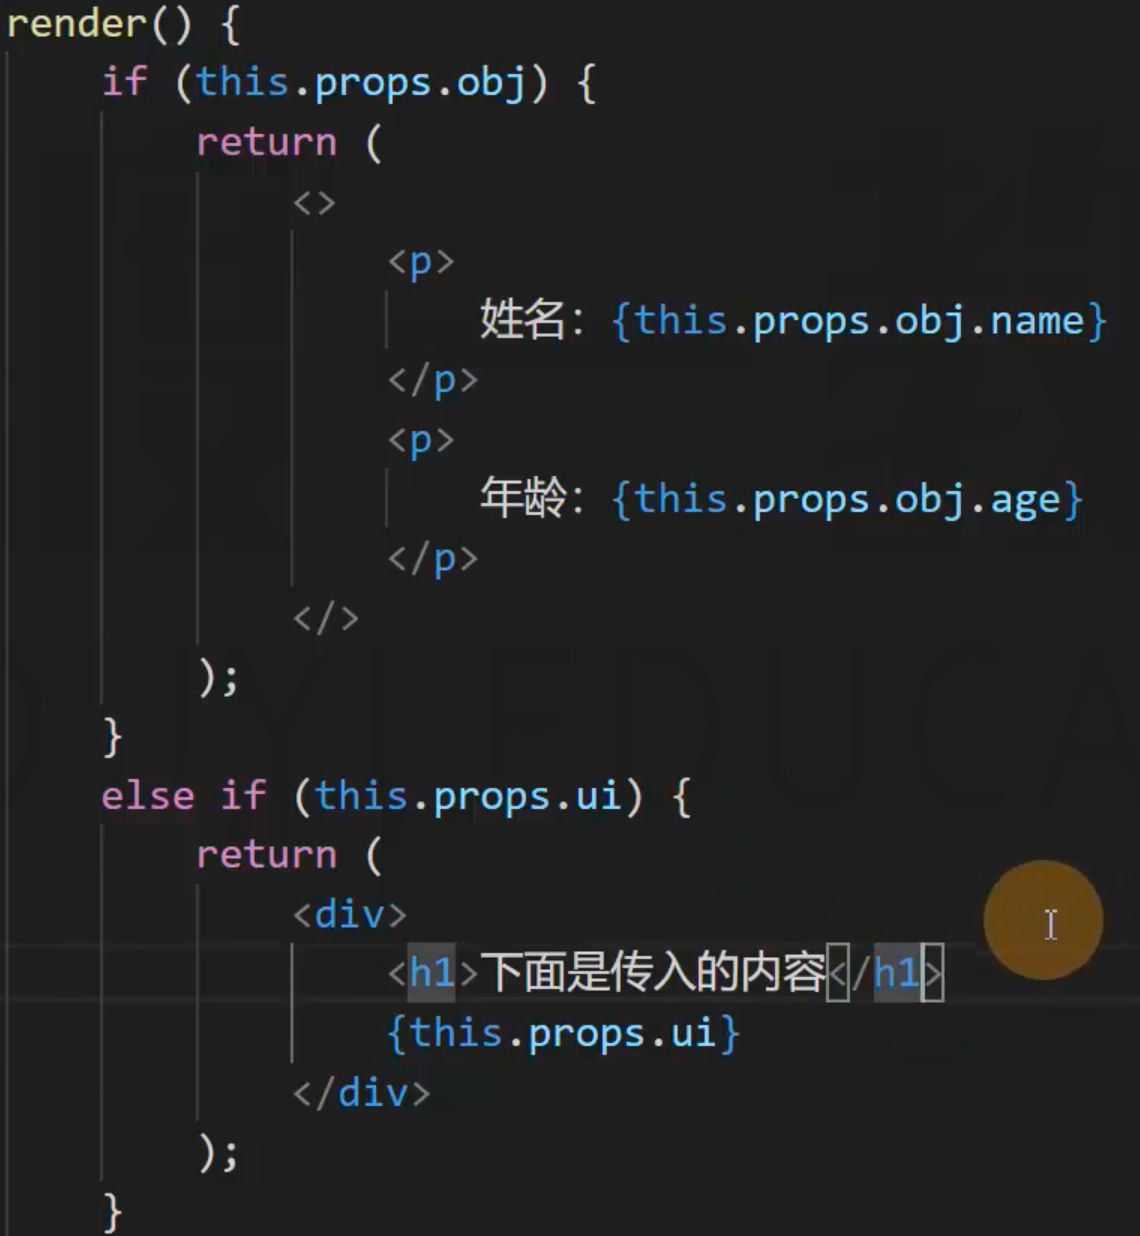 render() {
if (this.props.obj) {
return (
<>
<p>
姓名：{this.props.obj.name}
</p>
<p>
年龄：{this.props.obj.age}
</p>
</>
);
}
else if (this.props.ui) {
return (
<div>
<h1>下面是传入的内容</h1>
{this.props.ui}
</div>
);
}